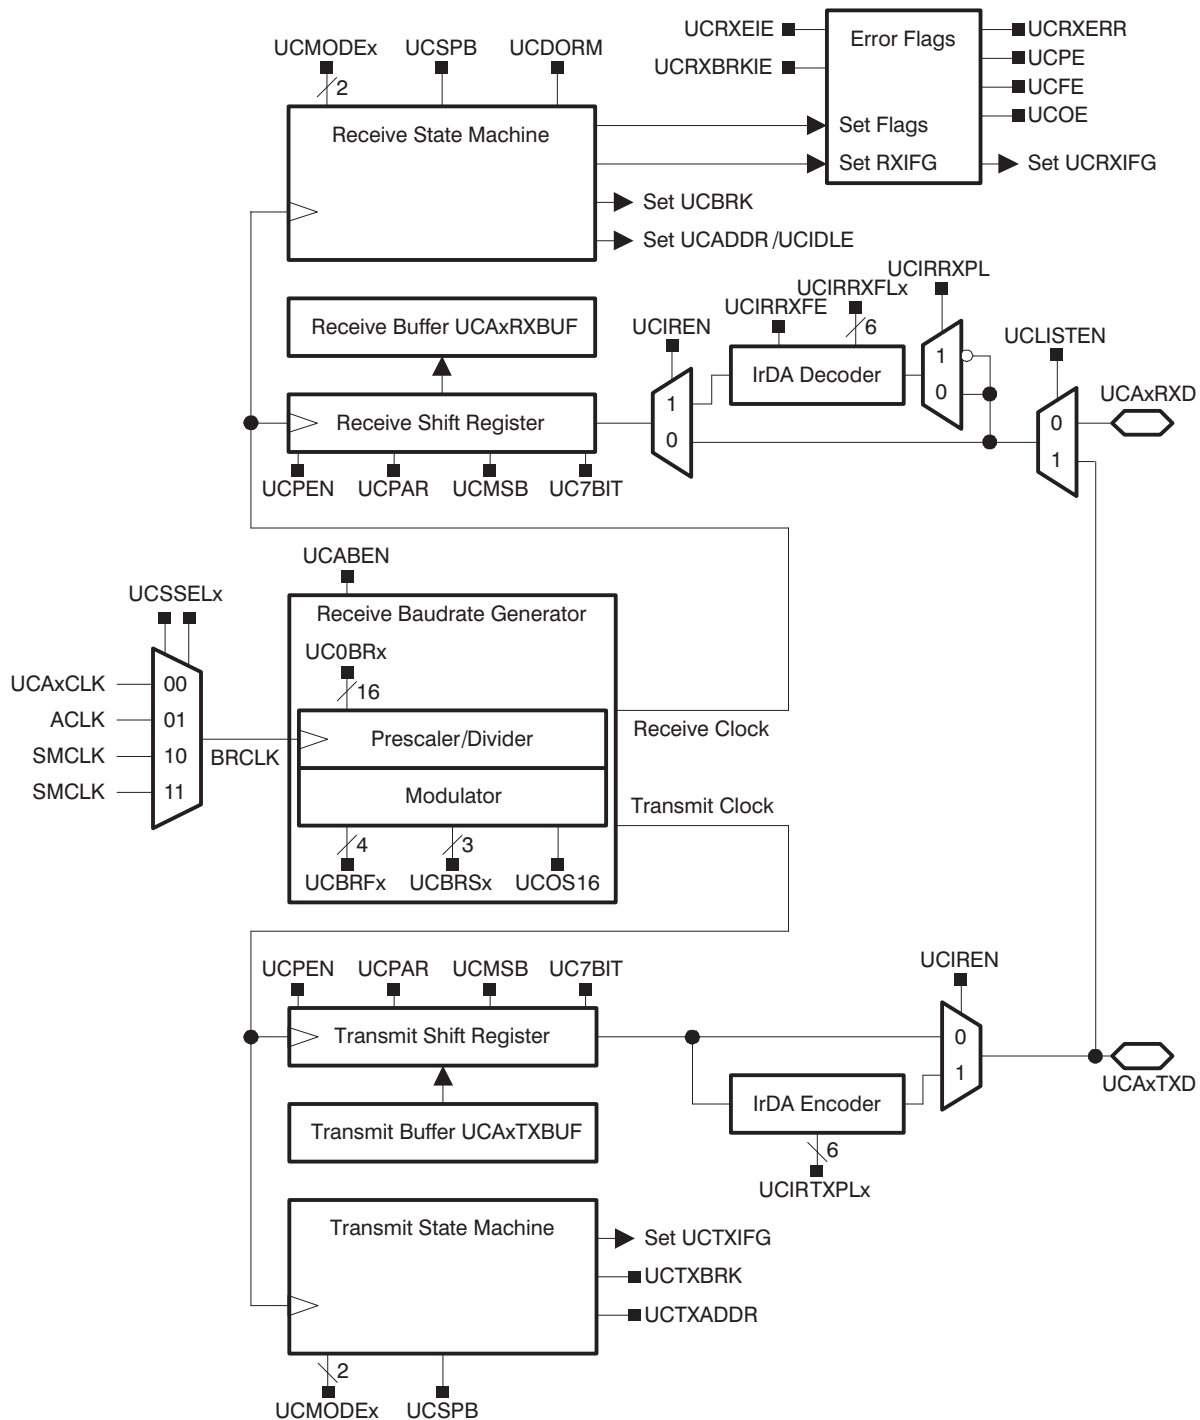 UCRXEIE
UCRXBRKIE
Error Flags
UCRXERR
UCPE
UCFE
UCOE
Set Flags
Set RXIFG
Set UCRXIFG
UCMODEx
UCSPB
UCDORM
2
Receive State Machine
Set UCBRK
Set UCADDR /UCIDLE
Receive Buffer UCAxRXBUF
Receive Shift Register
UCPEN
UCPAR
UCMSB
UC7BIT
UCIREN
1
0
UCIRRXFE
UCIRRXFLx
6
IrDA Decoder
UCIRRXPL
1
0
UCLISTEN
0
1
UCAxRXD
UCABEN
Receive Baudrate Generator
UC0BRx
16
Prescaler/Divider
Modulator
4
3
UCBRFx
UCBRSx
UCOS16
UCSSELx
UCAxCLK
ACLK
SMCLK
SMCLK
00
01
10
11
BRCLK
Receive Clock
Transmit Clock
UCPEN
UCPAR
UCMSB
UC7BIT
Transmit Shift Register
Transmit Buffer UCAxTXBUF
UCIREN
0
1
IrDA Encoder
6
UCIRTXPLx
UCAxTXD
Transmit State Machine
Set UCTXIFG
UCTXBRK
UCTXADDR
2
UCMODEx
UCSPB